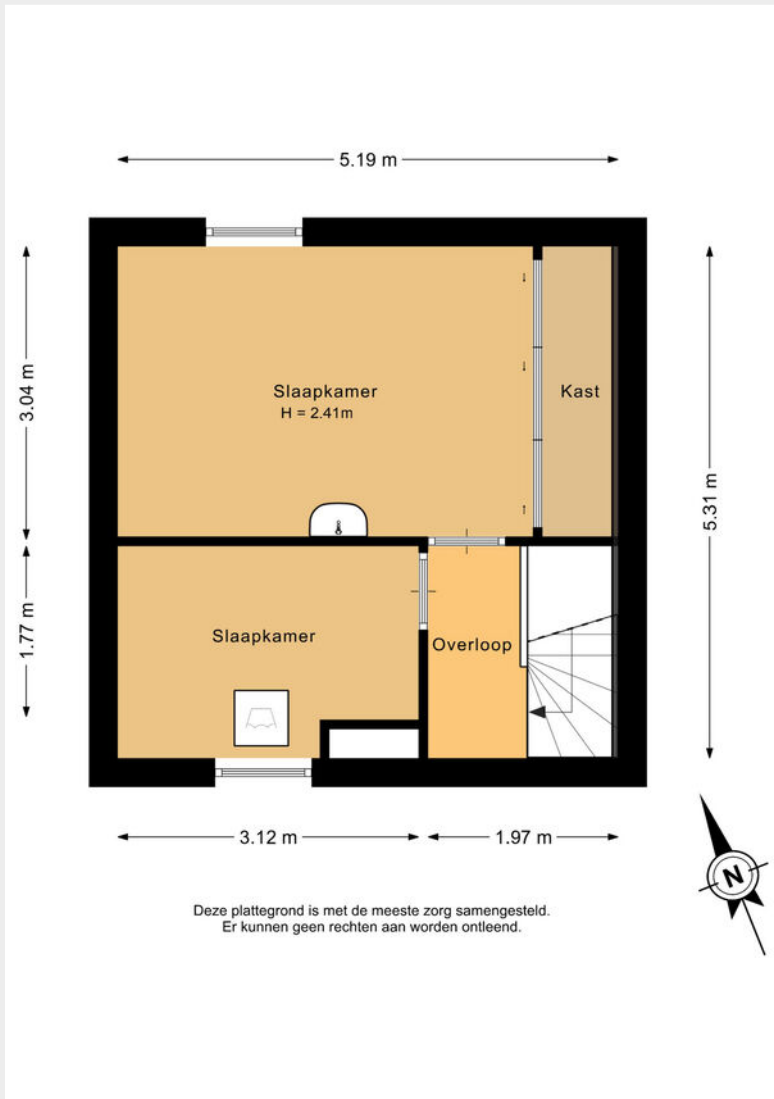 5.19 m
3.04 m
Slaapkamer
H = 2.41m
Kast
5.31 m
1.77 m
Slaapkamer
Overloop
3.12 m
1.97 m
N
Deze plattegrond is met de meeste zorg samengesteld.
Er kunnen geen rechten aan worden ontleend.